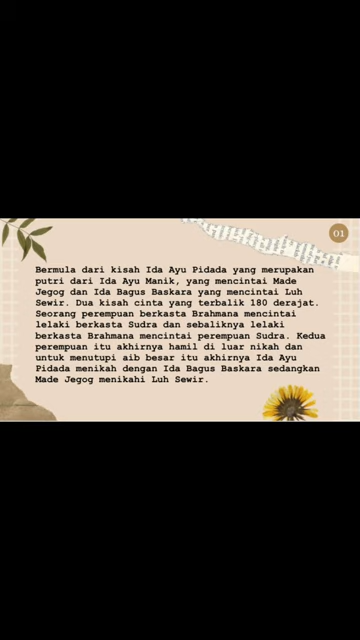 01
Bermula dari kisah Ida Ayu Pidada yang merupakan
putri dari Ida Ayu Manik, yang mencintai Made
Jegog dan Ida Bagus Baskara yang mencintai Luh
Sewir. Dua kisah cinta yang terbalik 180 derajat.
Seorang perempuan berkasta Brahmana mencintai
lelaki berkasta Sudra dan sebaliknya lelaki
berkasta Brahmana mencintai perempuan Sudra. Kedua
perempuan itu akhirnya hamil di luar nikah dan
untuk menutupi aib besar itu akhirnya Ida Ayu
Pidada menikah dengan Ida Bagus Baskara sedangkan
Made Jegog menikahi Luh Sewir.